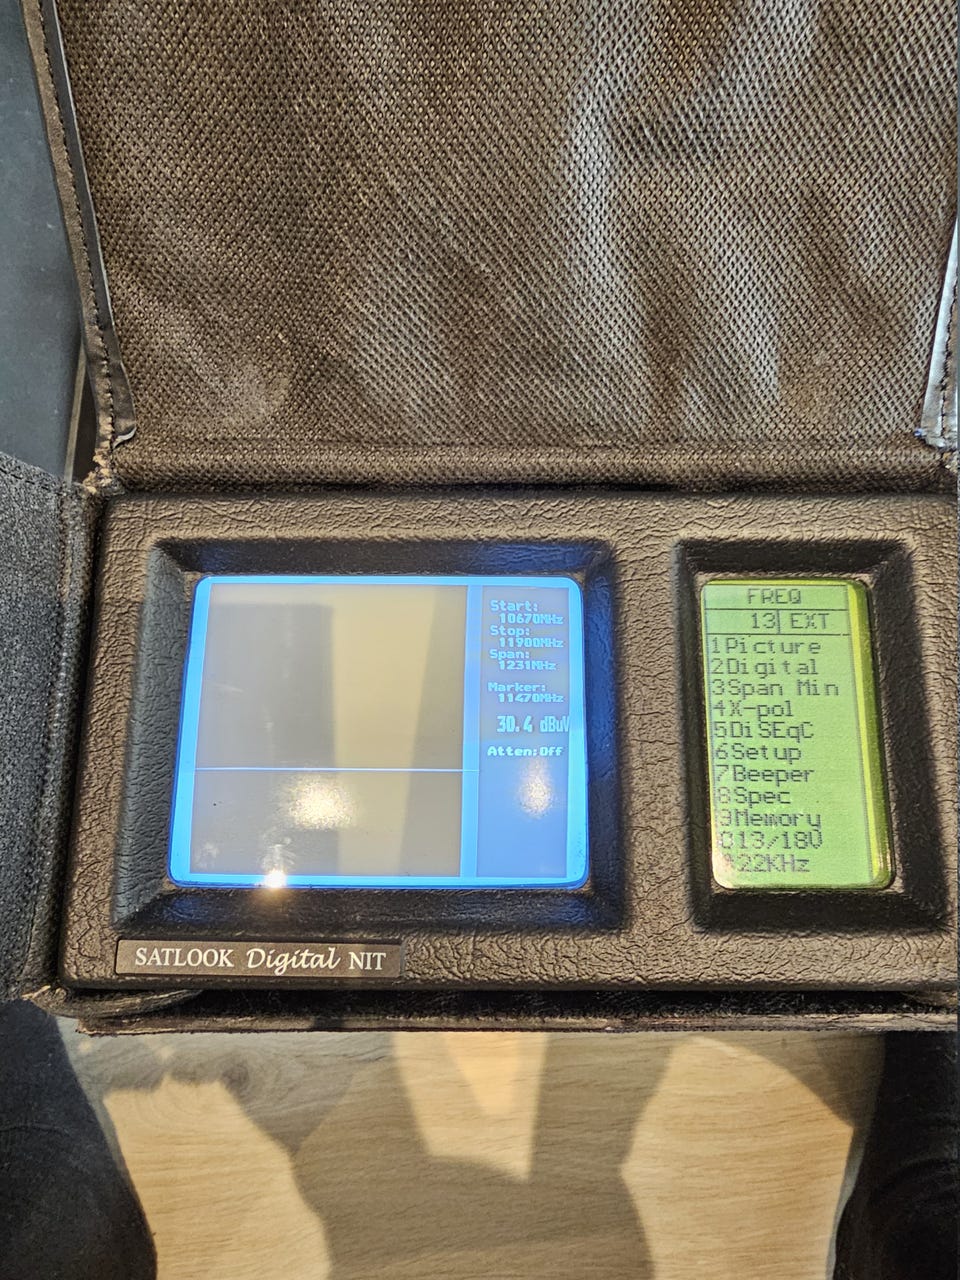 Start:
10670MHz
Stop:
11900MHz
Span:
1231MHz
Marker:
11470MHz
30.4 dBuV
Atten:Off
FREQ
13 EXT
1Picture
2Digital
3Span Min
4X-pol
5DiSEqC
6Setup
7Beeper
8Spec
9Memory
013/18V
*22KHz
SATLOOK Digital NIT